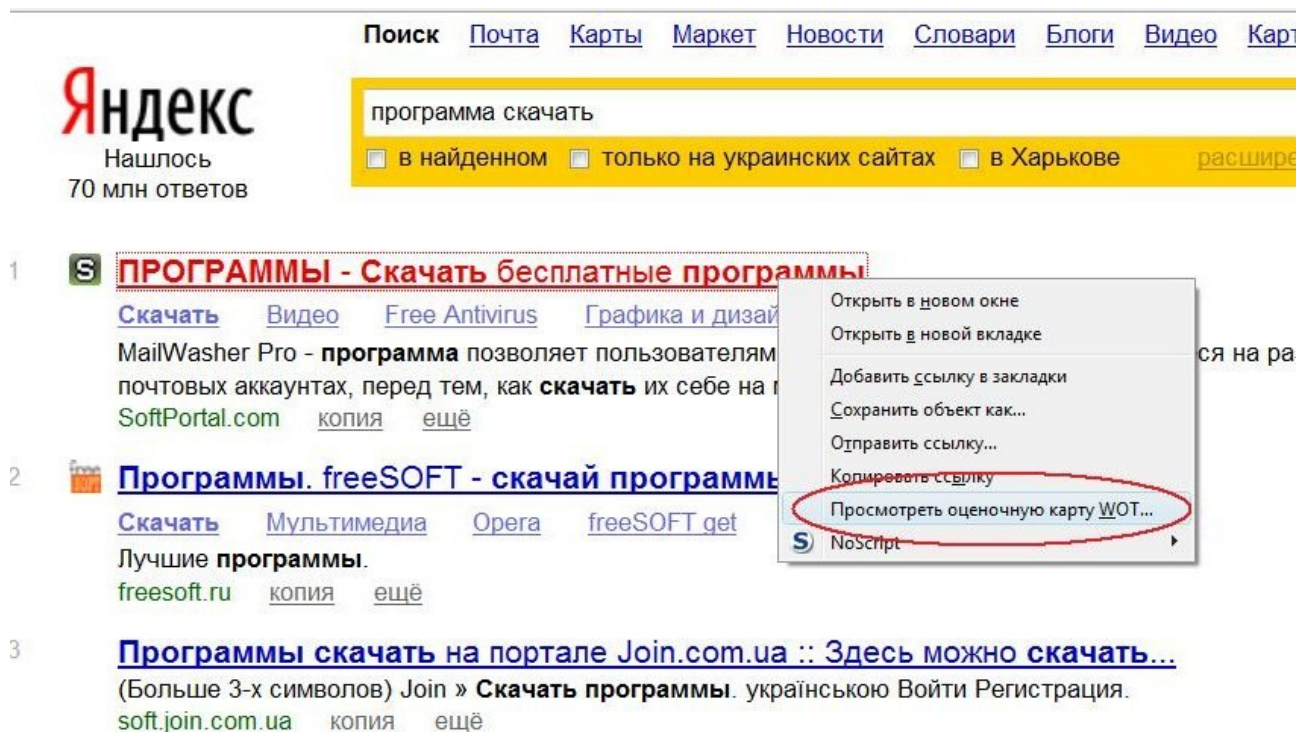 Поиск Почта Карты Маркет Новости Словари Блоги Видео
Яндекс
Нашлось
70 млн ответов
программа скачать
в найденном только на украинских сайтах в Харькове
1 S ПРОГРАММЫ - Скачать бесплатные программы
Скачать Видео Free Antivirus Графика и
MailWasher Pro - программа позволяет пользователям на
почтовых аккаунтах, перед тем, как скачать их себе на
SoftPortal.com копия ещё
2 Программы. freeSOFT - скачай
Скачать Мультимедиа Opera freeSOFT get
Лучшие программы.
freesoft.ru копия ещё
3 Программы скачать на портале Join.com.ua :: Здесь можно скачать...
(Больше 3-х символов) Join » Скачать программы. українською Войти Регистрация.
soft.join.com.ua копия ещё
Открыть в новом окне
Открыть в новой вкладке
Добавить ссылку в закладки
Сохранить объект как...
Отправить ссылку...
Копировать ссылку
Просмотреть оценочную карту WOT...
S NoScript